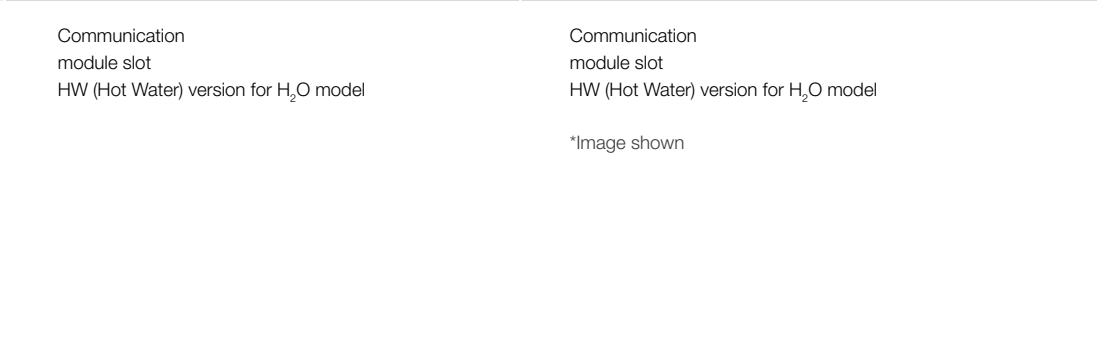 Communication
module slot
HW (Hot Water) version for H₂O model
Communication
module slot
HW (Hot Water) version for H₂O model
*Image shown